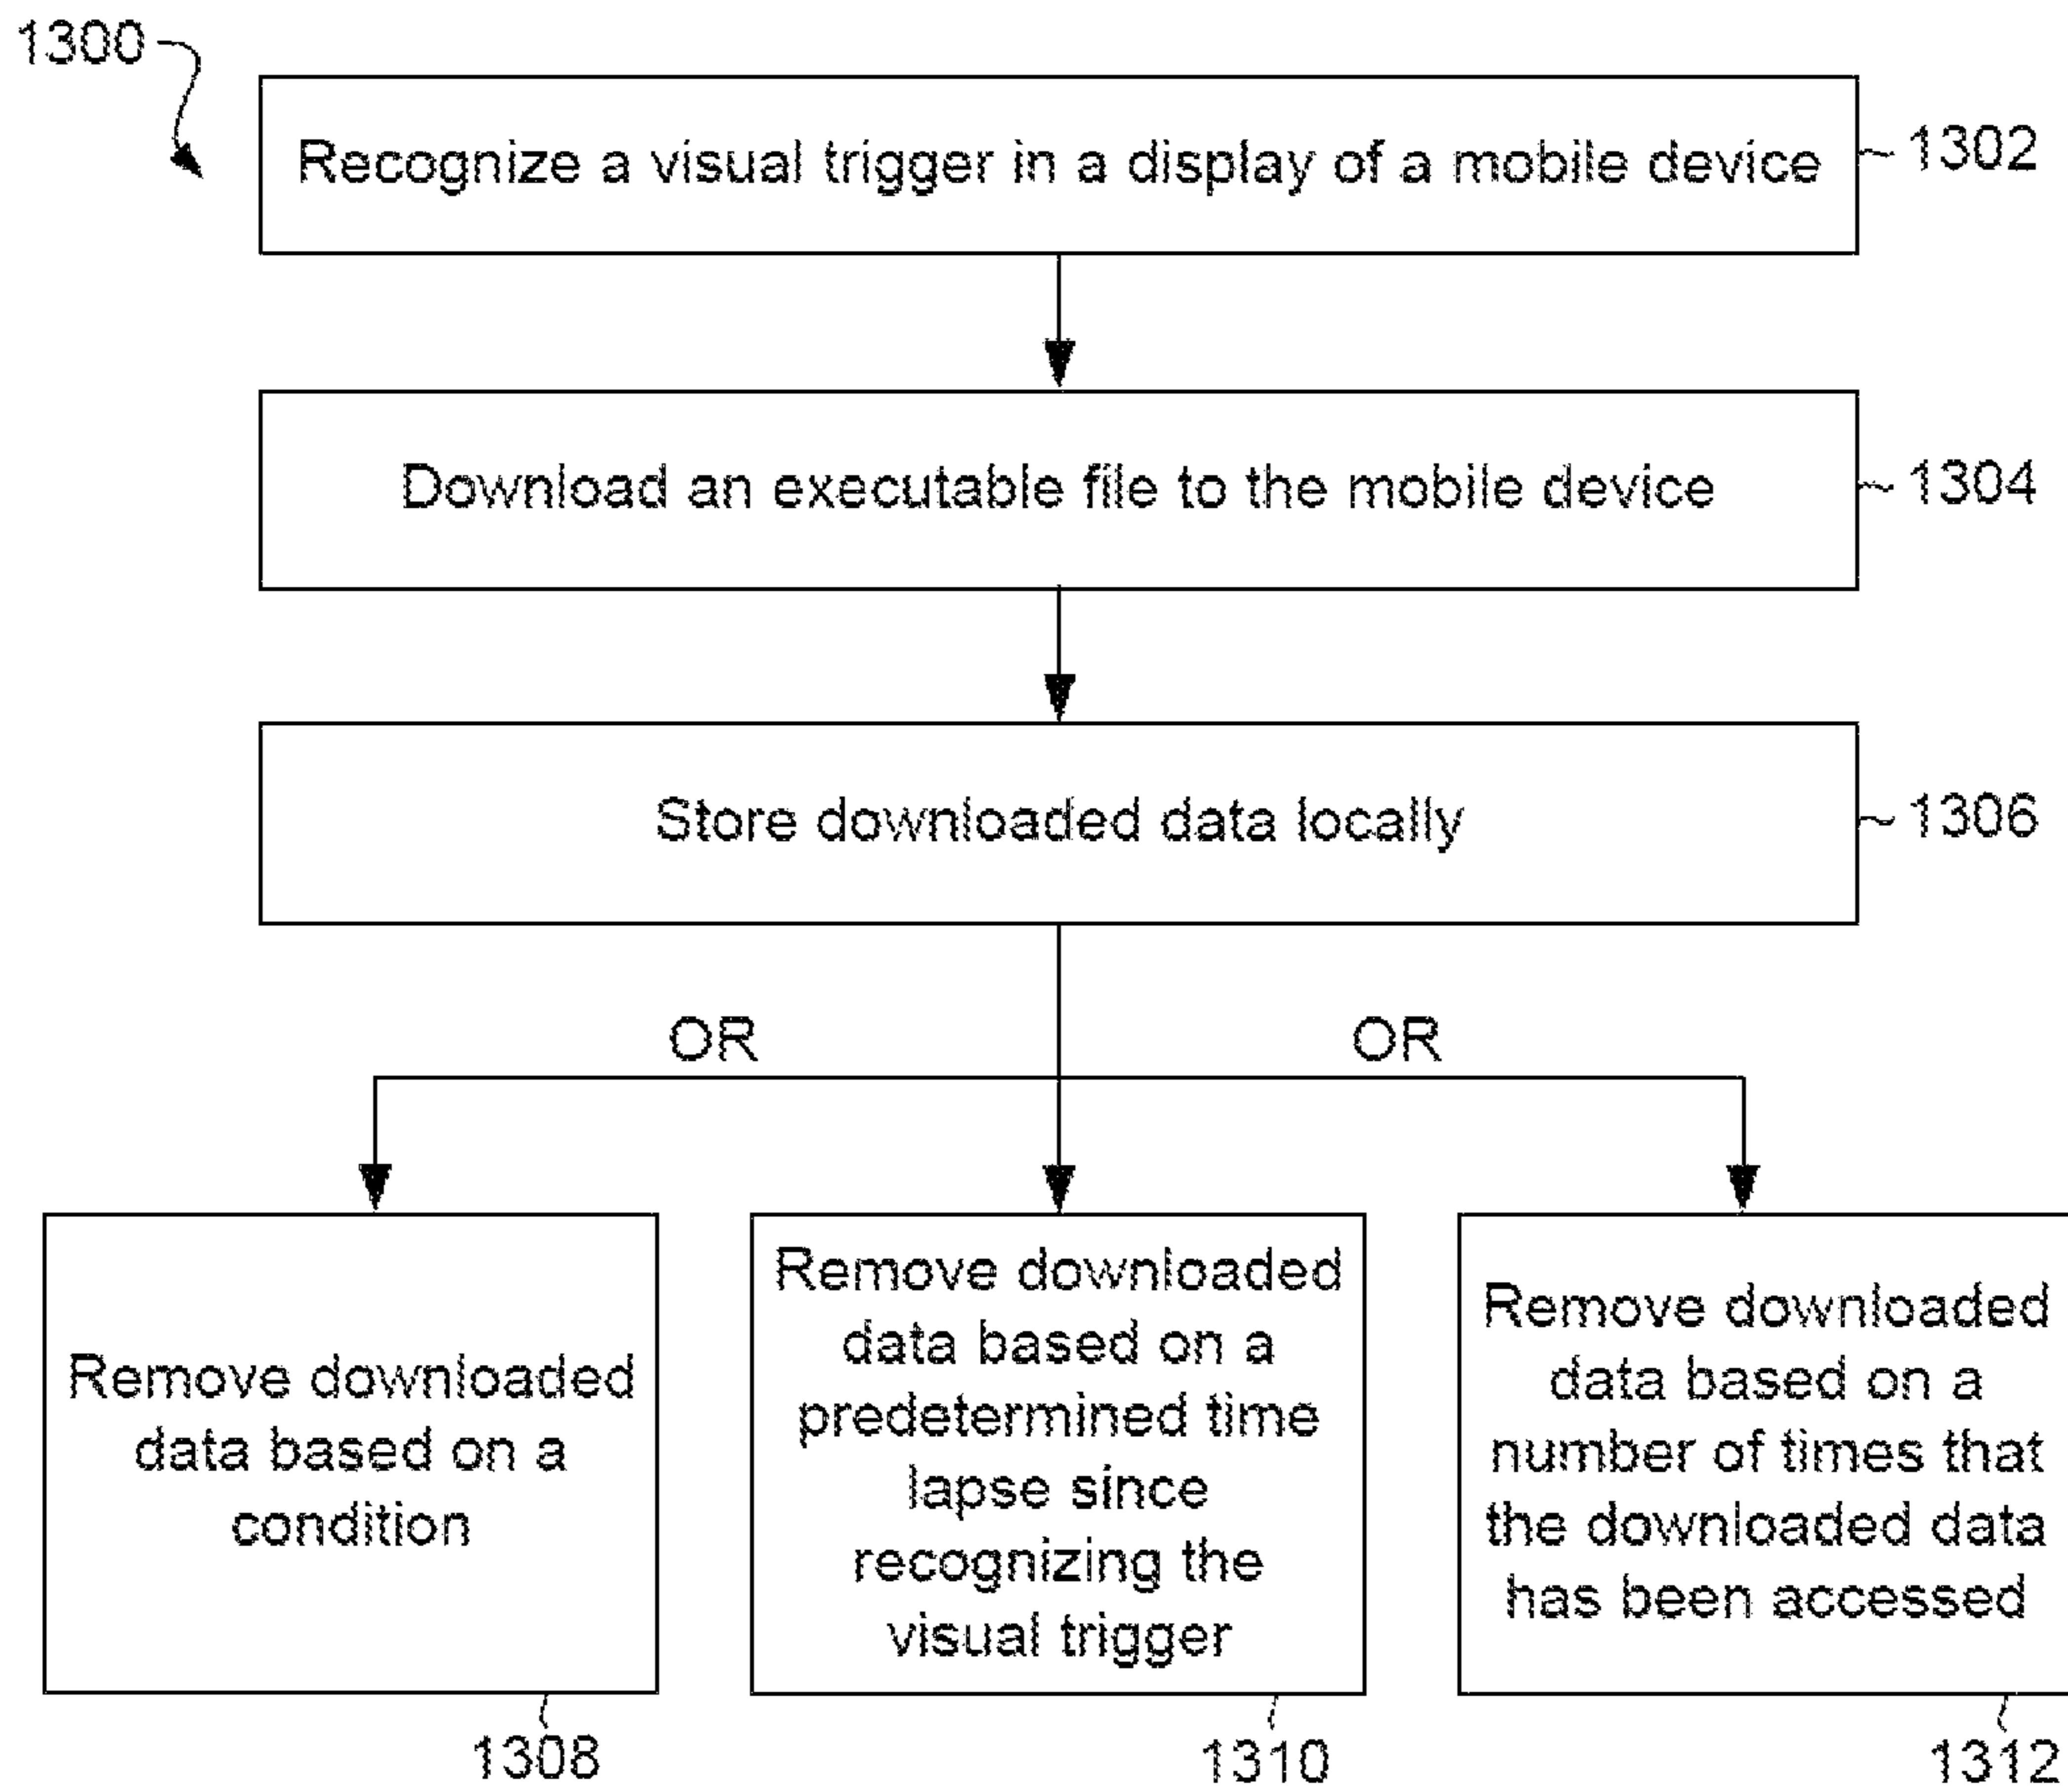 1300
Recognize a visual trigger in a display of a mobile device
1302
Download an executable file to the mobile device
1304
Store downloaded data locally
1306
OR
OR
Remove downloaded
data based on a
condition
1308
Remove downloaded
data based on a
predetermined time
lapse since
recognizing the
visual trigger
1310
Remove downloaded
data based on a
number of times that
the downloaded data
has been accessed
1312